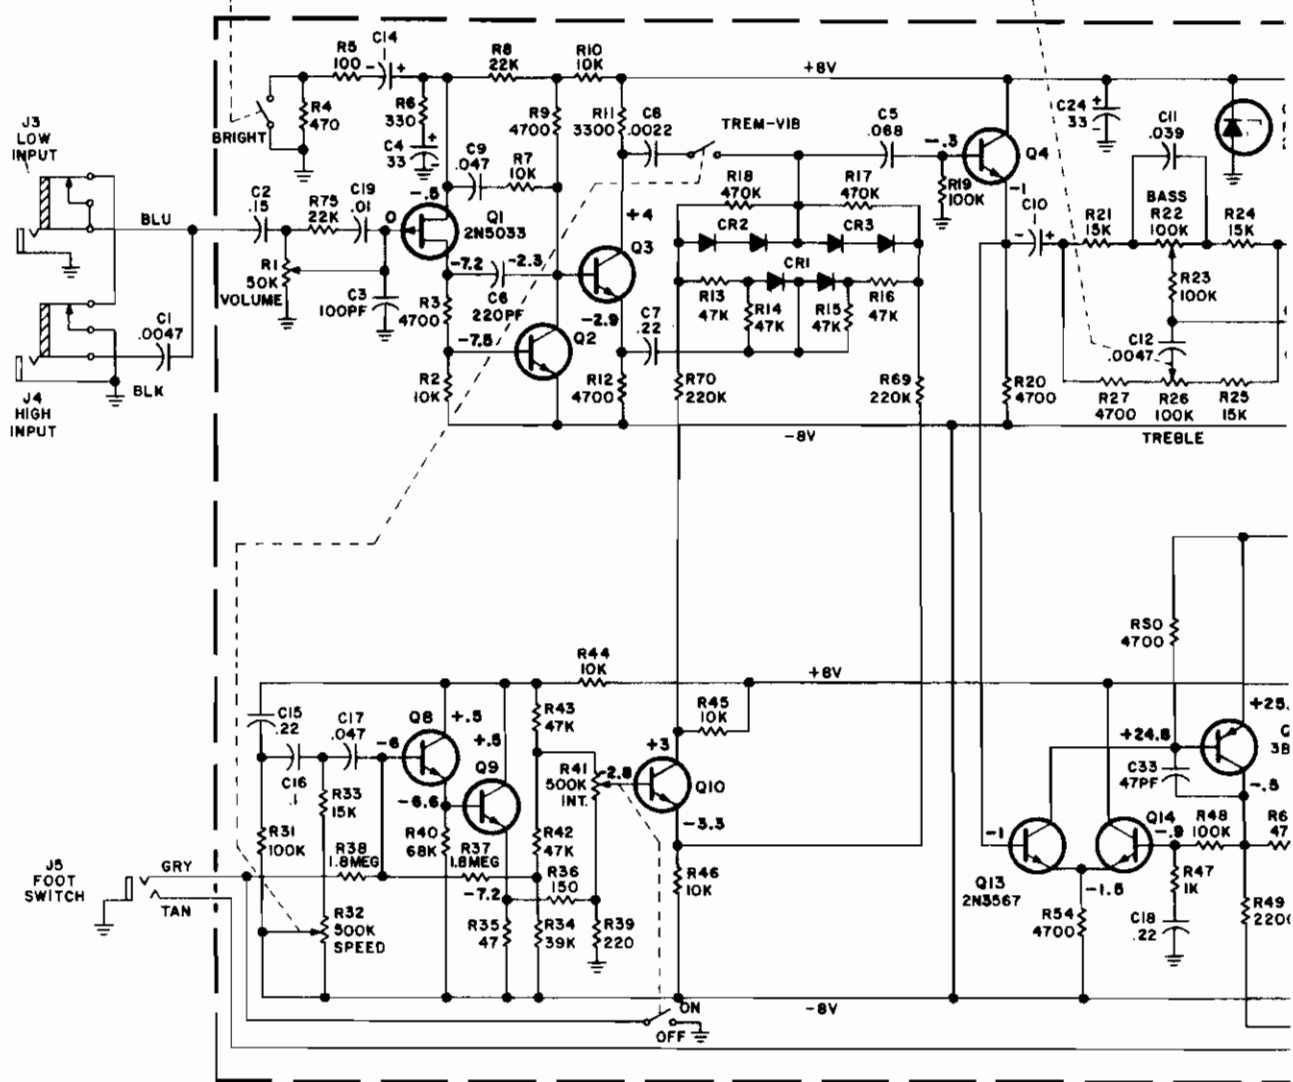 C14
R5
100
-
+
R8
22K
R10
10K
+8V
R4
470
R6
330
C4
33
+
-
R9
4700
R11
3300
C6
.0022
TREM-VIB
C5
.068
-.3
Q4
C24
33
+
-
C11
.039
BRIGHT
J3
LOW
INPUT
C9
.047
R7
10K
R18
470K
R17
470K
R19
100K
-1
C10
-
+
BLU
C2
.15
R75
22K
C19
.01
O
-.5
Q1
2N5033
+4
Q3
CR2
CR3
CR1
R21
15K
BASS
R22
100K
R24
15K
R1
50K
VOLUME
C3
100PF
-7.2
-2.3
C6
220PF
R3
4700
-2.9
C7
.22
R13
47K
R14
47K
R15
47K
R16
47K
R23
100K
C1
.0047
-7.5
Q2
C12
.0047
BLK
J4
HIGH
INPUT
R2
10K
R12
4700
R70
220K
R69
220K
R20
4700
R27
4700
R26
100K
R25
15K
-8V
TREBLE
R50
4700
R44
10K
+8V
C15
.22
C17
.047
-6
Q8
+.5
R43
47K
R45
10K
+25.
+24.8
C16
.1
R33
15K
+.5
Q9
R41
500K
INT.
-2.8
+3
Q10
C33
47PF
3B
-.5
-6.6
-3.3
R31
100K
R38
1.8MEG
R40
68K
R37
1.8MEG
R42
47K
-1
Q14
-.9
R48
100K
R6
47
J5
FOOT
SWITCH
GRY
TAN
R36
150
R46
10K
Q13
2N3567
-1.5
R47
1K
-7.2
R32
500K
SPEED
R35
47
R34
39K
R39
220
R54
4700
C18
.22
R49
220
ON
OFF
-8V